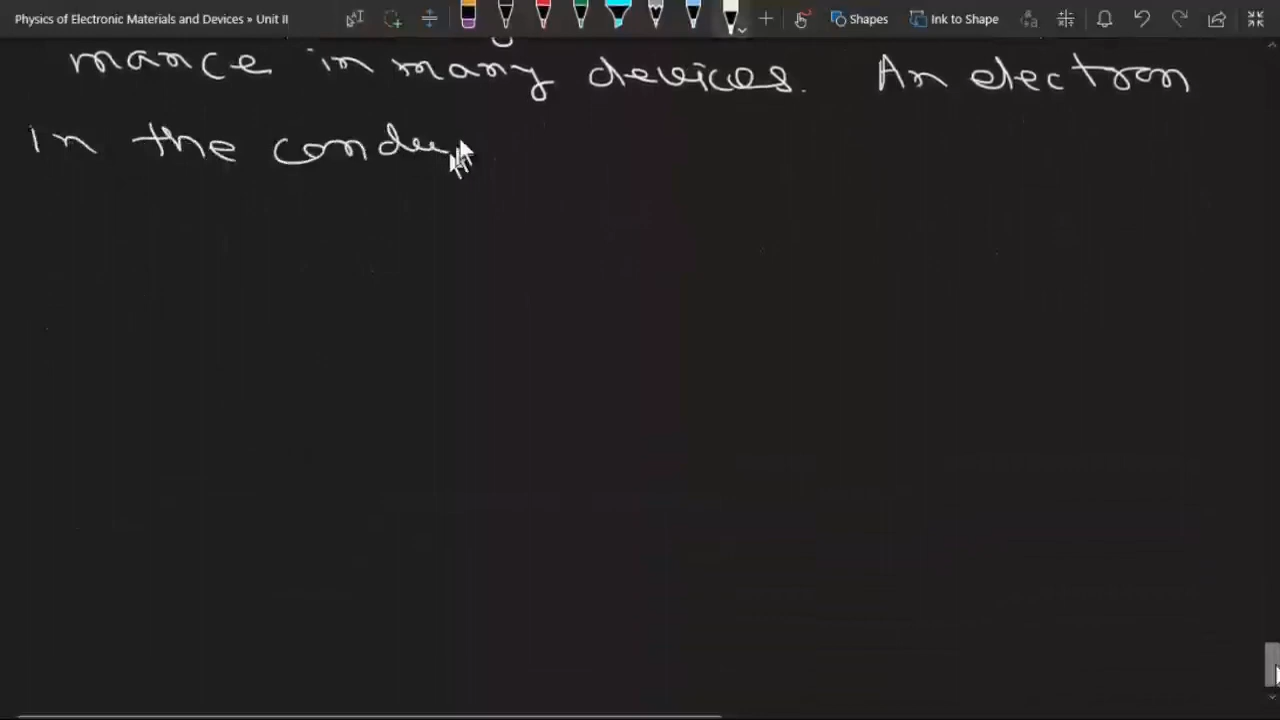 Physics of Electronic Materials and Devices » Unit II
Shapes
Ink to Shape
mance in many devices. An electron
in the condu